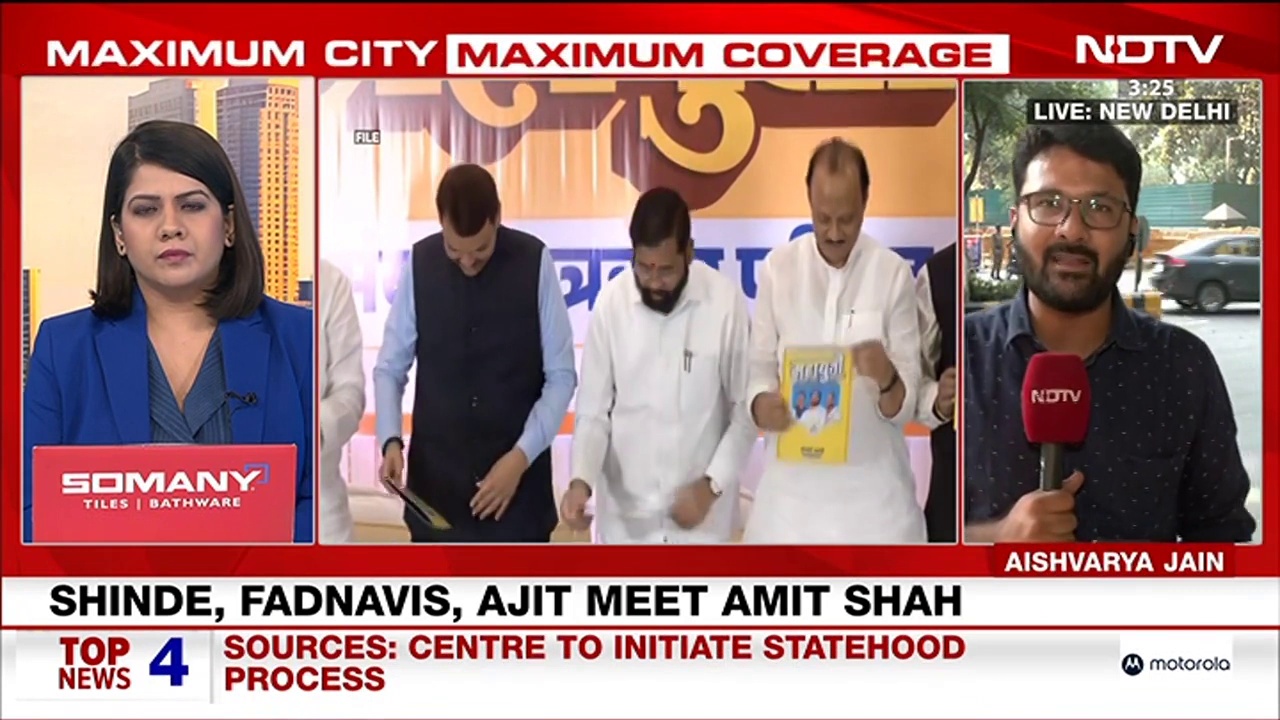 MAXIMUM CITY MAXIMUM COVERAGE
NDTV
3:25
LIVE: NEW DELHI
FILE
NDTV
SOMANY
TILES | BATHWARE
AISHVARYA JAIN
SHINDE, FADNAVIS, AJIT MEET AMIT SHAH
TOP NEWS 4
SOURCES: CENTRE TO INITIATE STATEHOOD
PROCESS
motorola